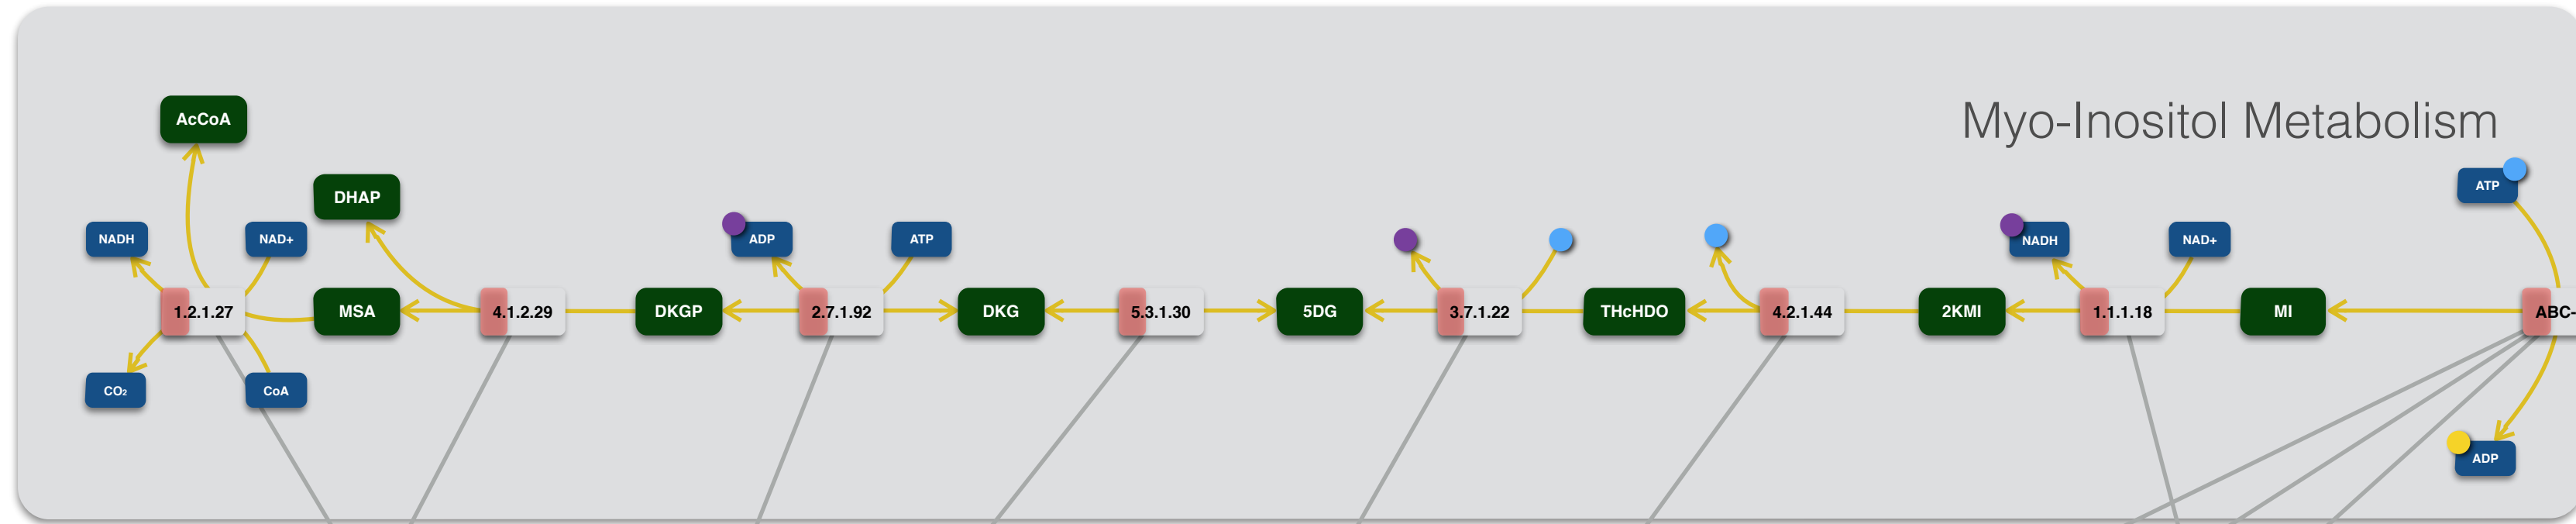 Myo-Inositol Metabolism
AcCoA
DHAP
ATP
NADH
NAD+
ADP
ATP
NADH
NAD+
1.2.1.27
MSA
4.1.2.29
DKGP
2.7.1.92
DKG
5.3.1.30
5DG
3.7.1.22
THcHDO
4.2.1.44
2KMI
1.1.1.18
MI
ABC-
CO₂
CoA
ADP